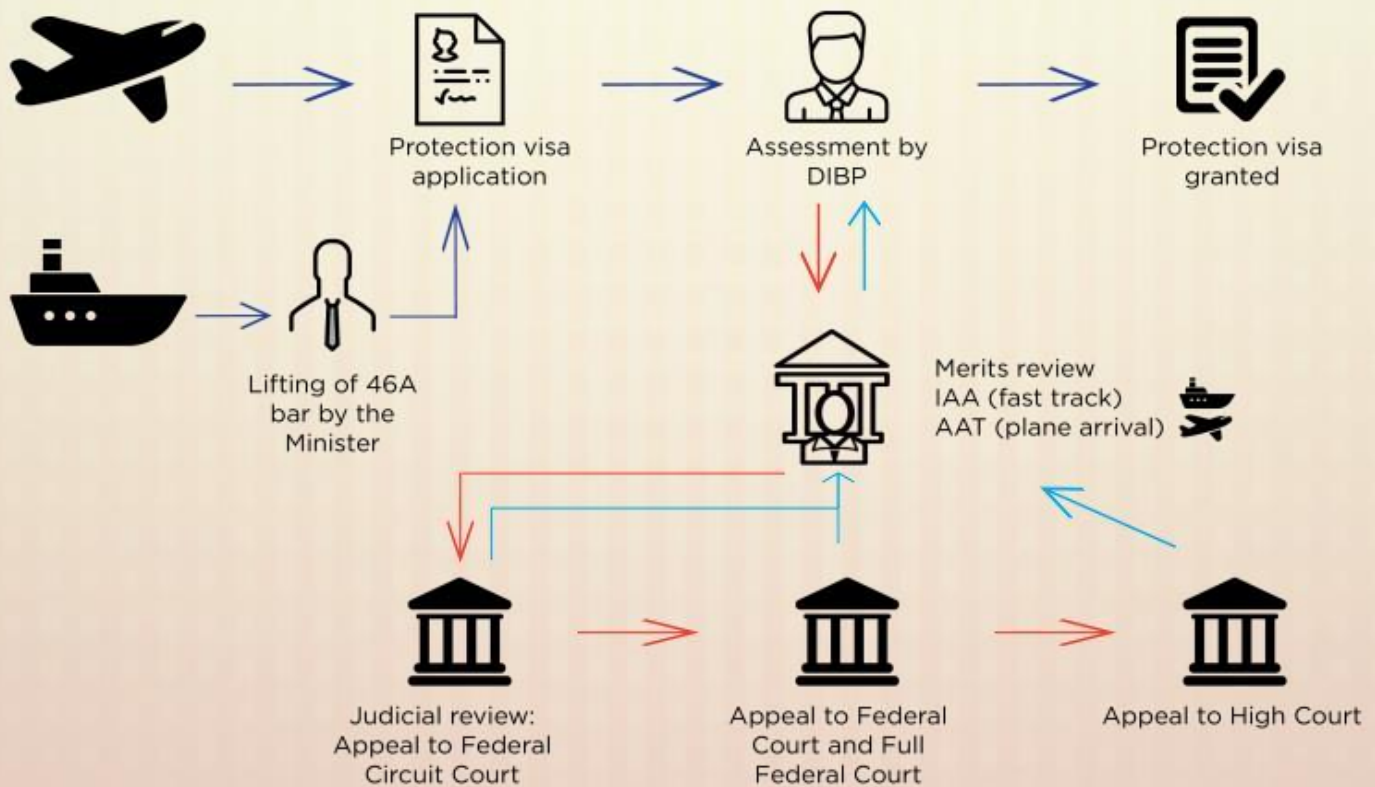 Protection visa
application
Assessment by
DIBP
Protection visa
granted
Lifting of 46A
bar by the
Minister
Merits review
IAA (fast track)
AAT (plane arrival)
Judicial review:
Appeal to Federal
Circuit Court
Appeal to Federal
Court and Full
Federal Court
Appeal to High Court